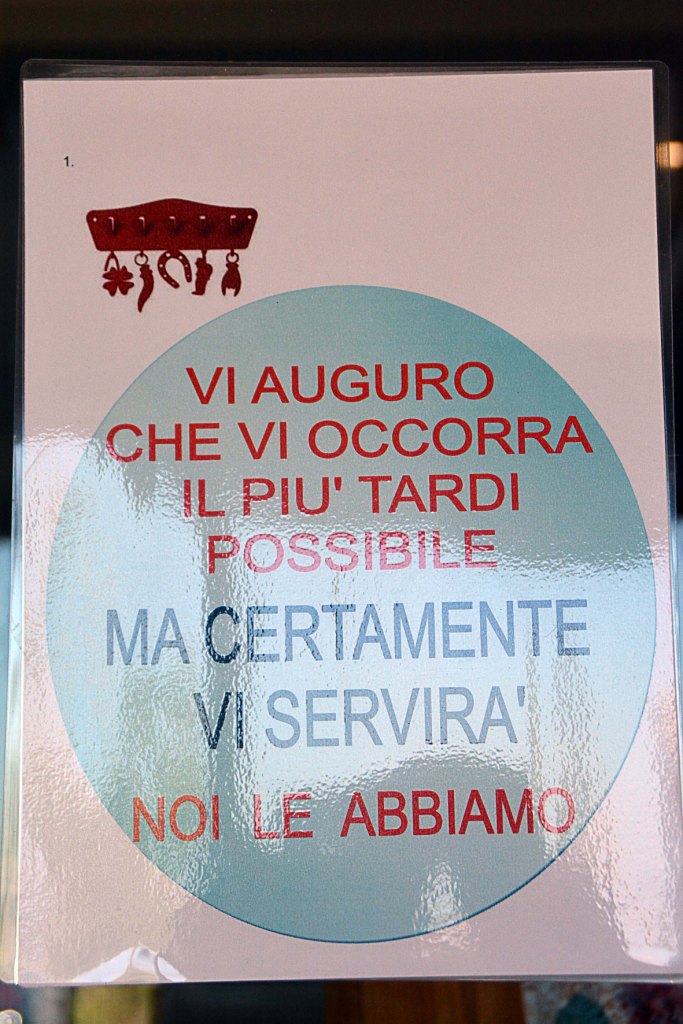 1.
VI AUGURO
CHE VI OCCORRA
IL PIU' TARDI
POSSIBILE
MA CERTAMENTE
VI SERVIRA'
NOI LE ABBIAMO